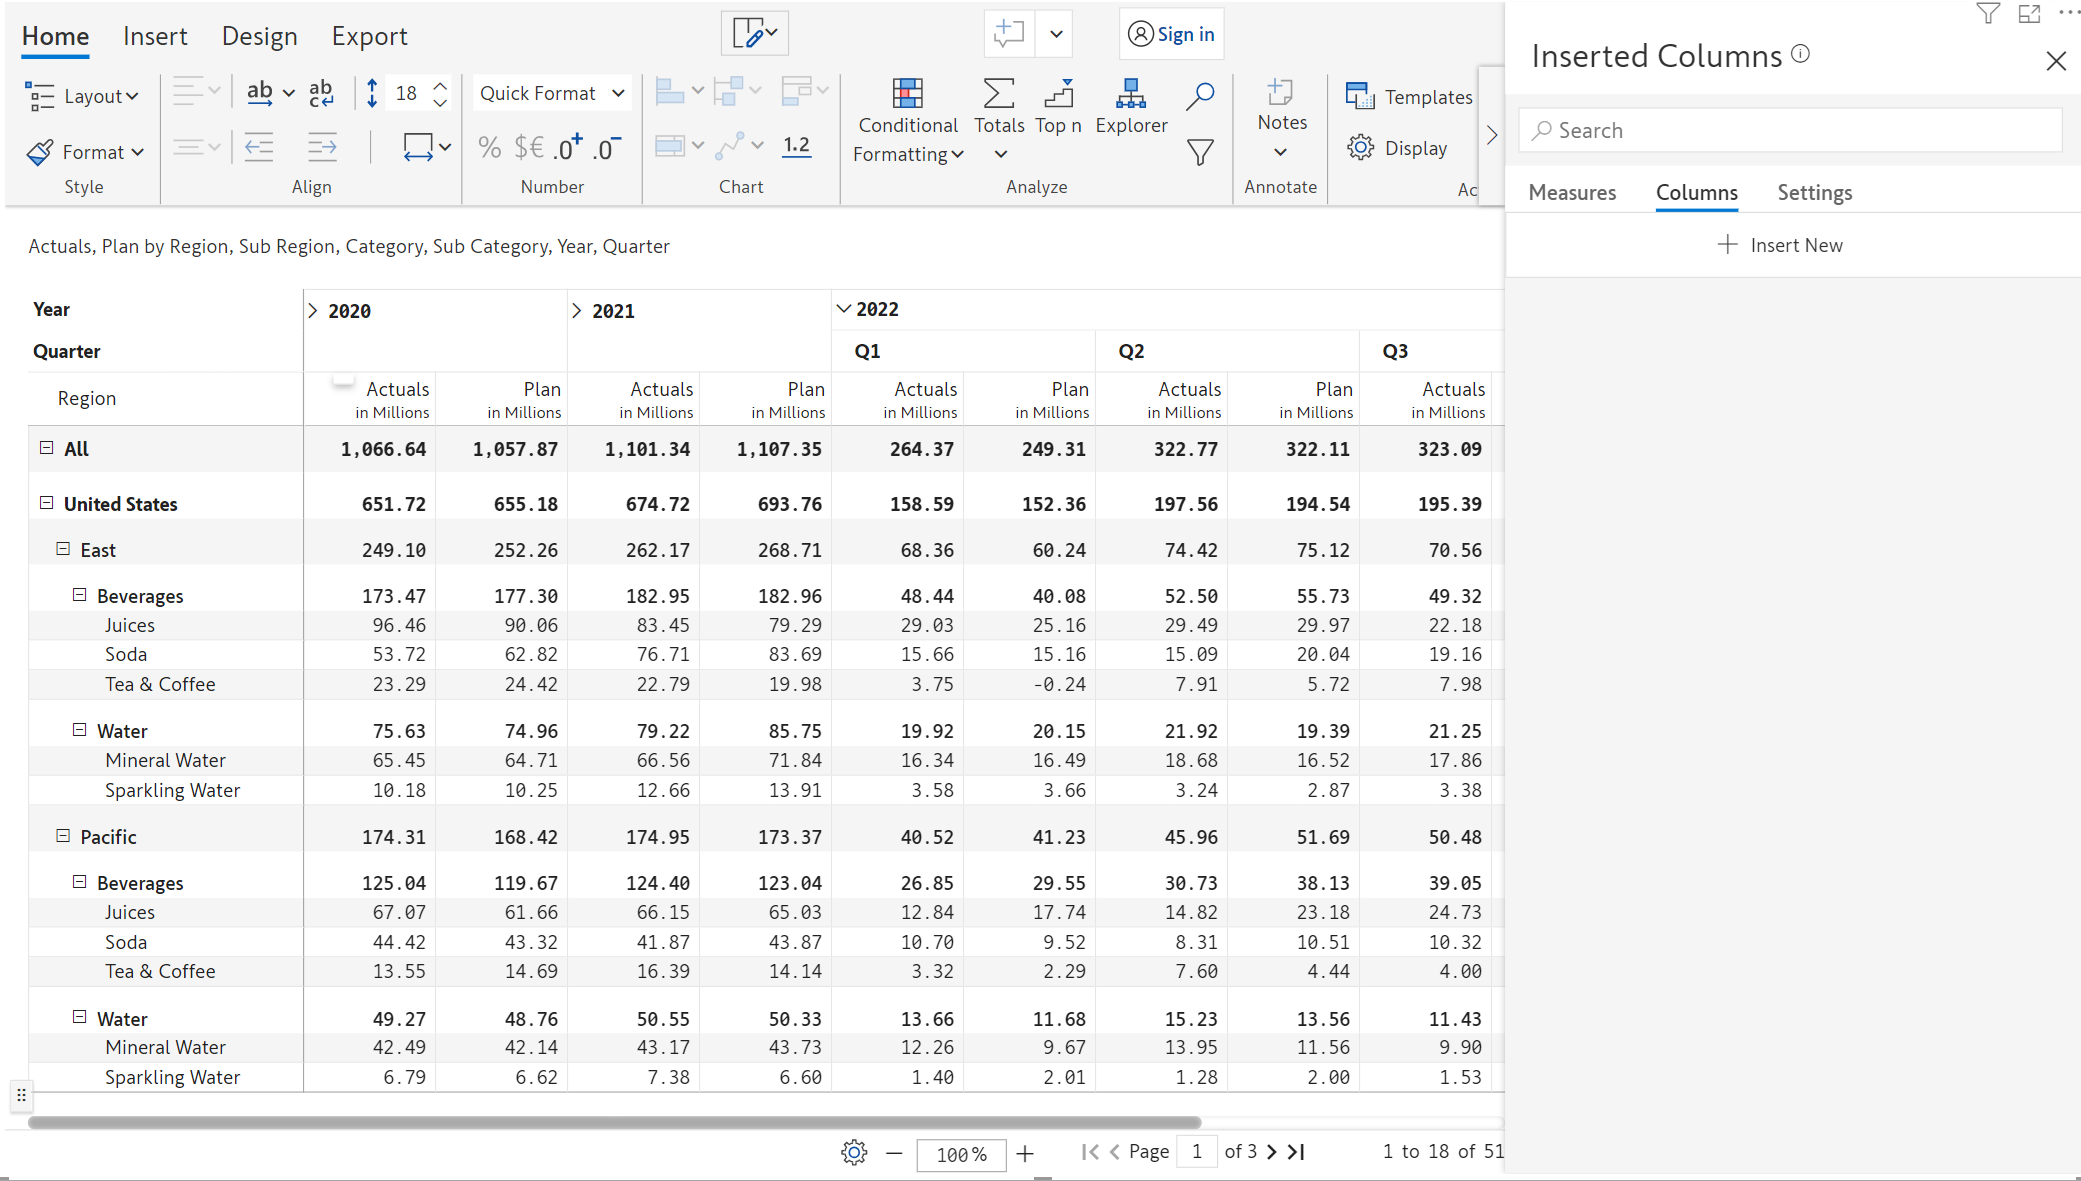 Home Insert Design Export Sign in
Layout ab ab c 18 Quick Format Conditional Formatting Totals Top n Explorer Notes Templates
Format % $€ .0+ .0- 1.2 Display
Style Align Number Chart Analyze Annotate Ac
Inserted Columns
Search
Measures Columns Settings
Insert New
Actuals, Plan by Region, Sub Region, Category, Sub Category, Year, Quarter
Year 2020 2021 2022
Quarter Q1 Q2 Q3
Region Actuals Plan Actuals Plan Actuals Plan Actuals Plan Actuals
in Millions in Millions in Millions in Millions in Millions in Millions in Millions in Millions in Millions
All 1,066.64 1,057.87 1,101.34 1,107.35 264.37 249.31 322.77 322.11 323.09
United States 651.72 655.18 674.72 693.76 158.59 152.36 197.56 194.54 195.39
East 249.10 252.26 262.17 268.71 68.36 60.24 74.42 75.12 70.56
Beverages 173.47 177.30 182.95 182.96 48.44 40.08 52.50 55.73 49.32
Juices 96.46 90.06 83.45 79.29 29.03 25.16 29.49 29.97 22.18
Soda 53.72 62.82 76.71 83.69 15.66 15.16 15.09 20.04 19.16
Tea & Coffee 23.29 24.42 22.79 19.98 3.75 -0.24 7.91 5.72 7.98
Water 75.63 74.96 79.22 85.75 19.92 20.15 21.92 19.39 21.25
Mineral Water 65.45 64.71 66.56 71.84 16.34 16.49 18.68 16.52 17.86
Sparkling Water 10.18 10.25 12.66 13.91 3.58 3.66 3.24 2.87 3.38
Pacific 174.31 168.42 174.95 173.37 40.52 41.23 45.96 51.69 50.48
Beverages 125.04 119.67 124.40 123.04 26.85 29.55 30.73 38.13 39.05
Juices 67.07 61.66 66.15 65.03 12.84 17.74 14.82 23.18 24.73
Soda 44.42 43.32 41.87 43.87 10.70 9.52 8.31 10.51 10.32
Tea & Coffee 13.55 14.69 16.39 14.14 3.32 2.29 7.60 4.44 4.00
Water 49.27 48.76 50.55 50.33 13.66 11.68 15.23 13.56 11.43
Mineral Water 42.49 42.14 43.17 43.73 12.26 9.67 13.95 11.56 9.90
Sparkling Water 6.79 6.62 7.38 6.60 1.40 2.01 1.28 2.00 1.53
100% Page 1 of 3 1 to 18 of 51